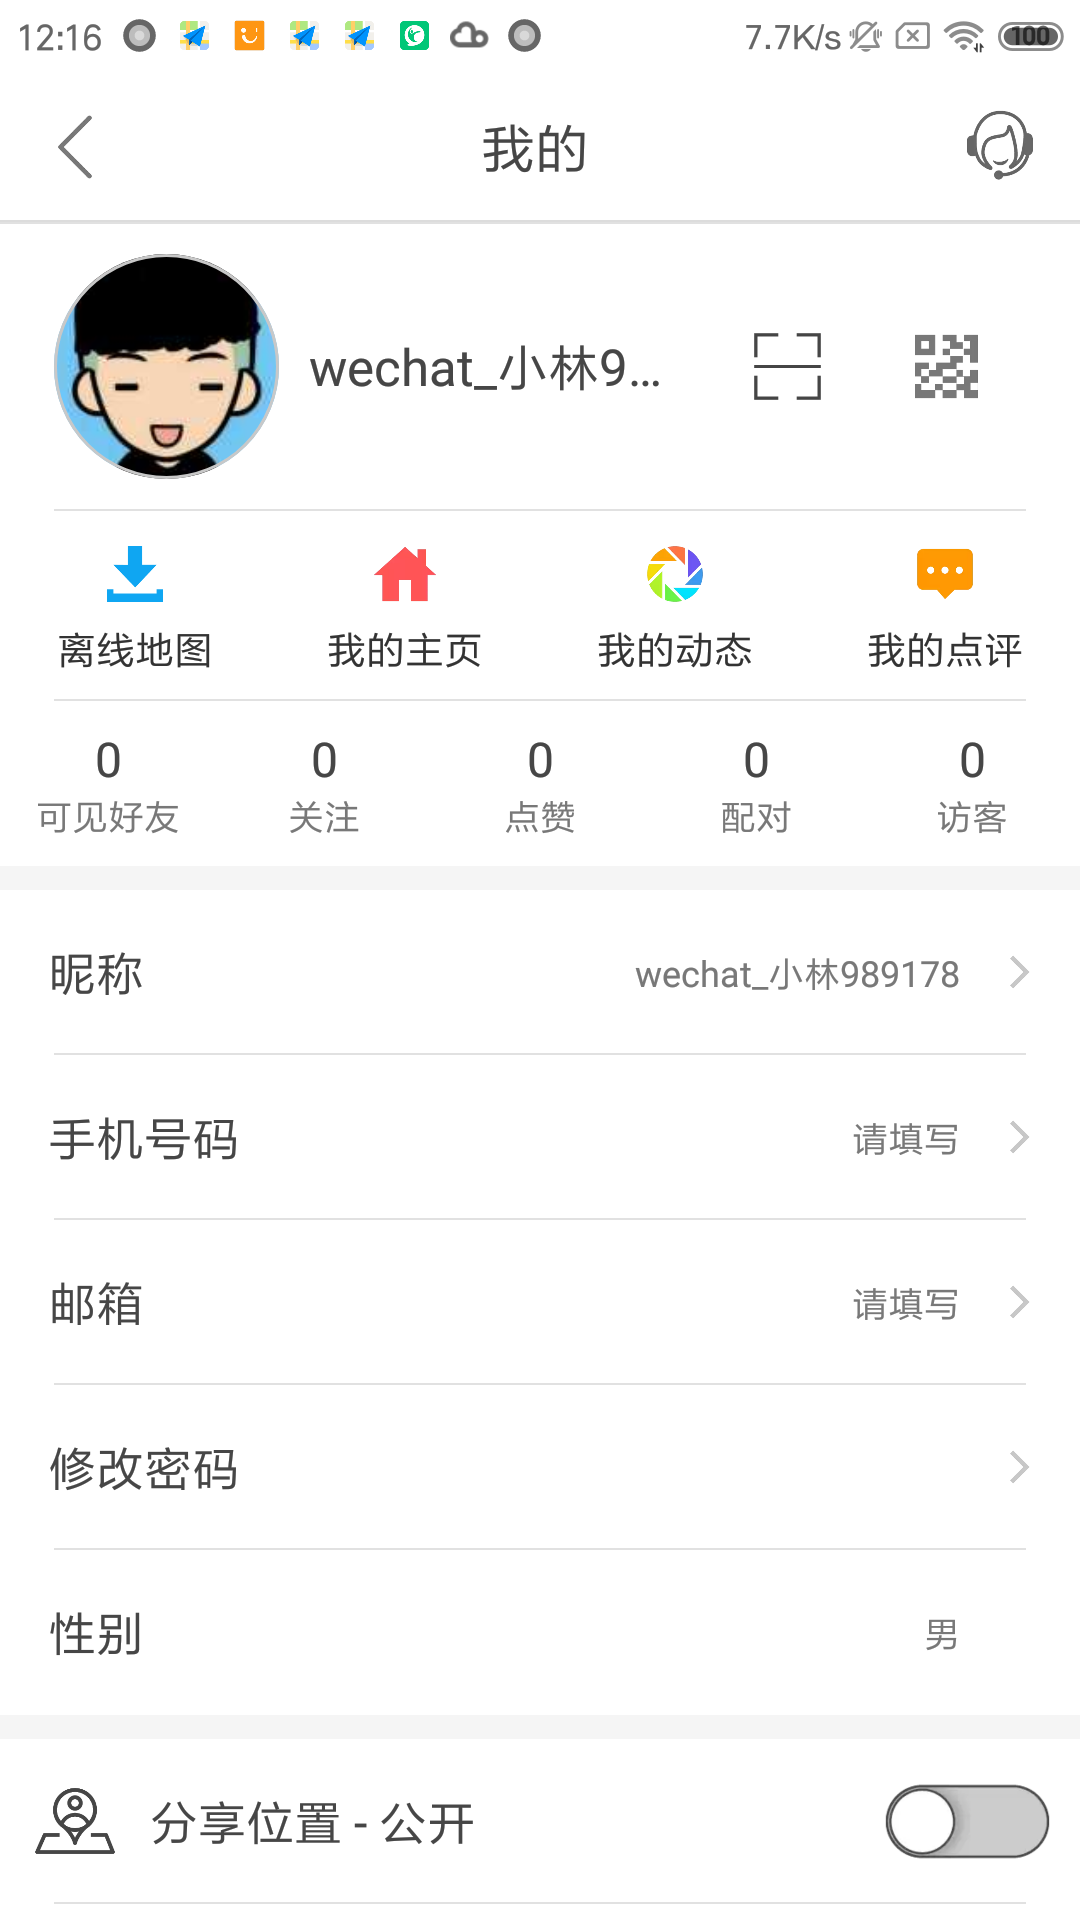 12:16
7.7K/s
100
我的
wechat_小林9...
离线地图 我的主页 我的动态 我的点评
0 0 0 0 0
可见好友 关注 点赞 配对 访客
昵称 wechat_小林989178
手机号码 请填写
邮箱 请填写
修改密码
性别 男
分享位置 - 公开